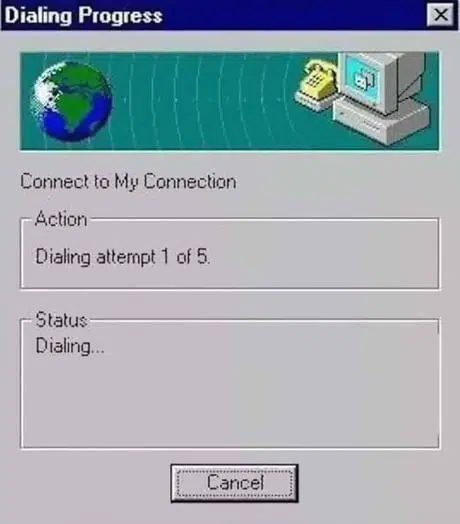 Dialing Progress
Connect to My Connection
Action
Dialing attempt 1 of 5.
Status
Dialing...
Cancel